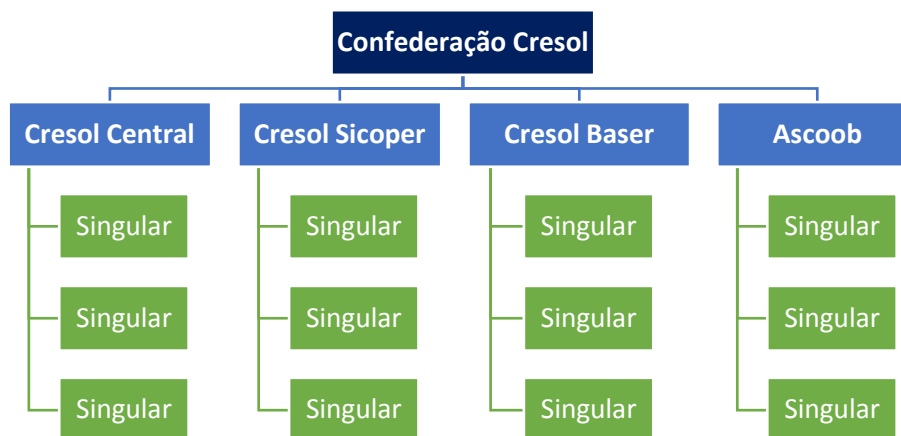 Confederação Cresol
Cresol Central
Cresol Sicoper
Cresol Baser
Ascoob
Singular
Singular
Singular
Singular
Singular
Singular
Singular
Singular
Singular
Singular
Singular
Singular